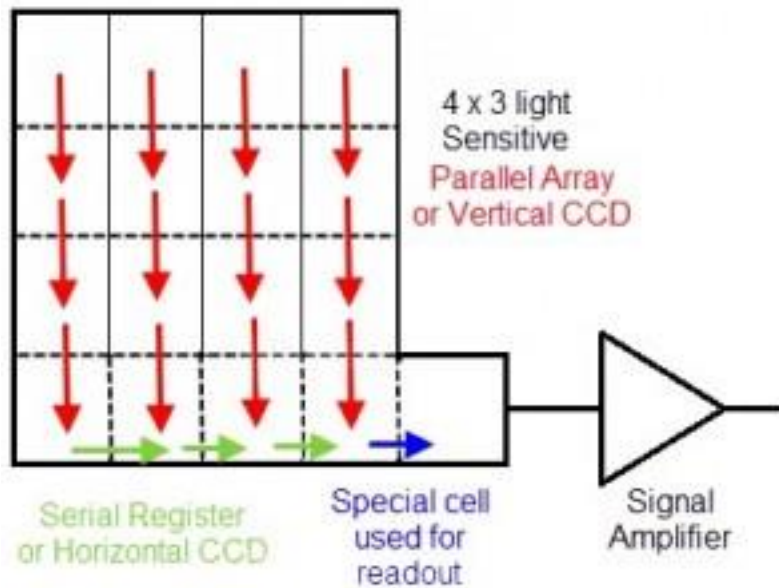 4 x 3 light
Sensitive
Parallel Array
or Vertical CCD
Serial Register
or Horizontal CCD
Special cell
used for
readout
Signal
Amplifier